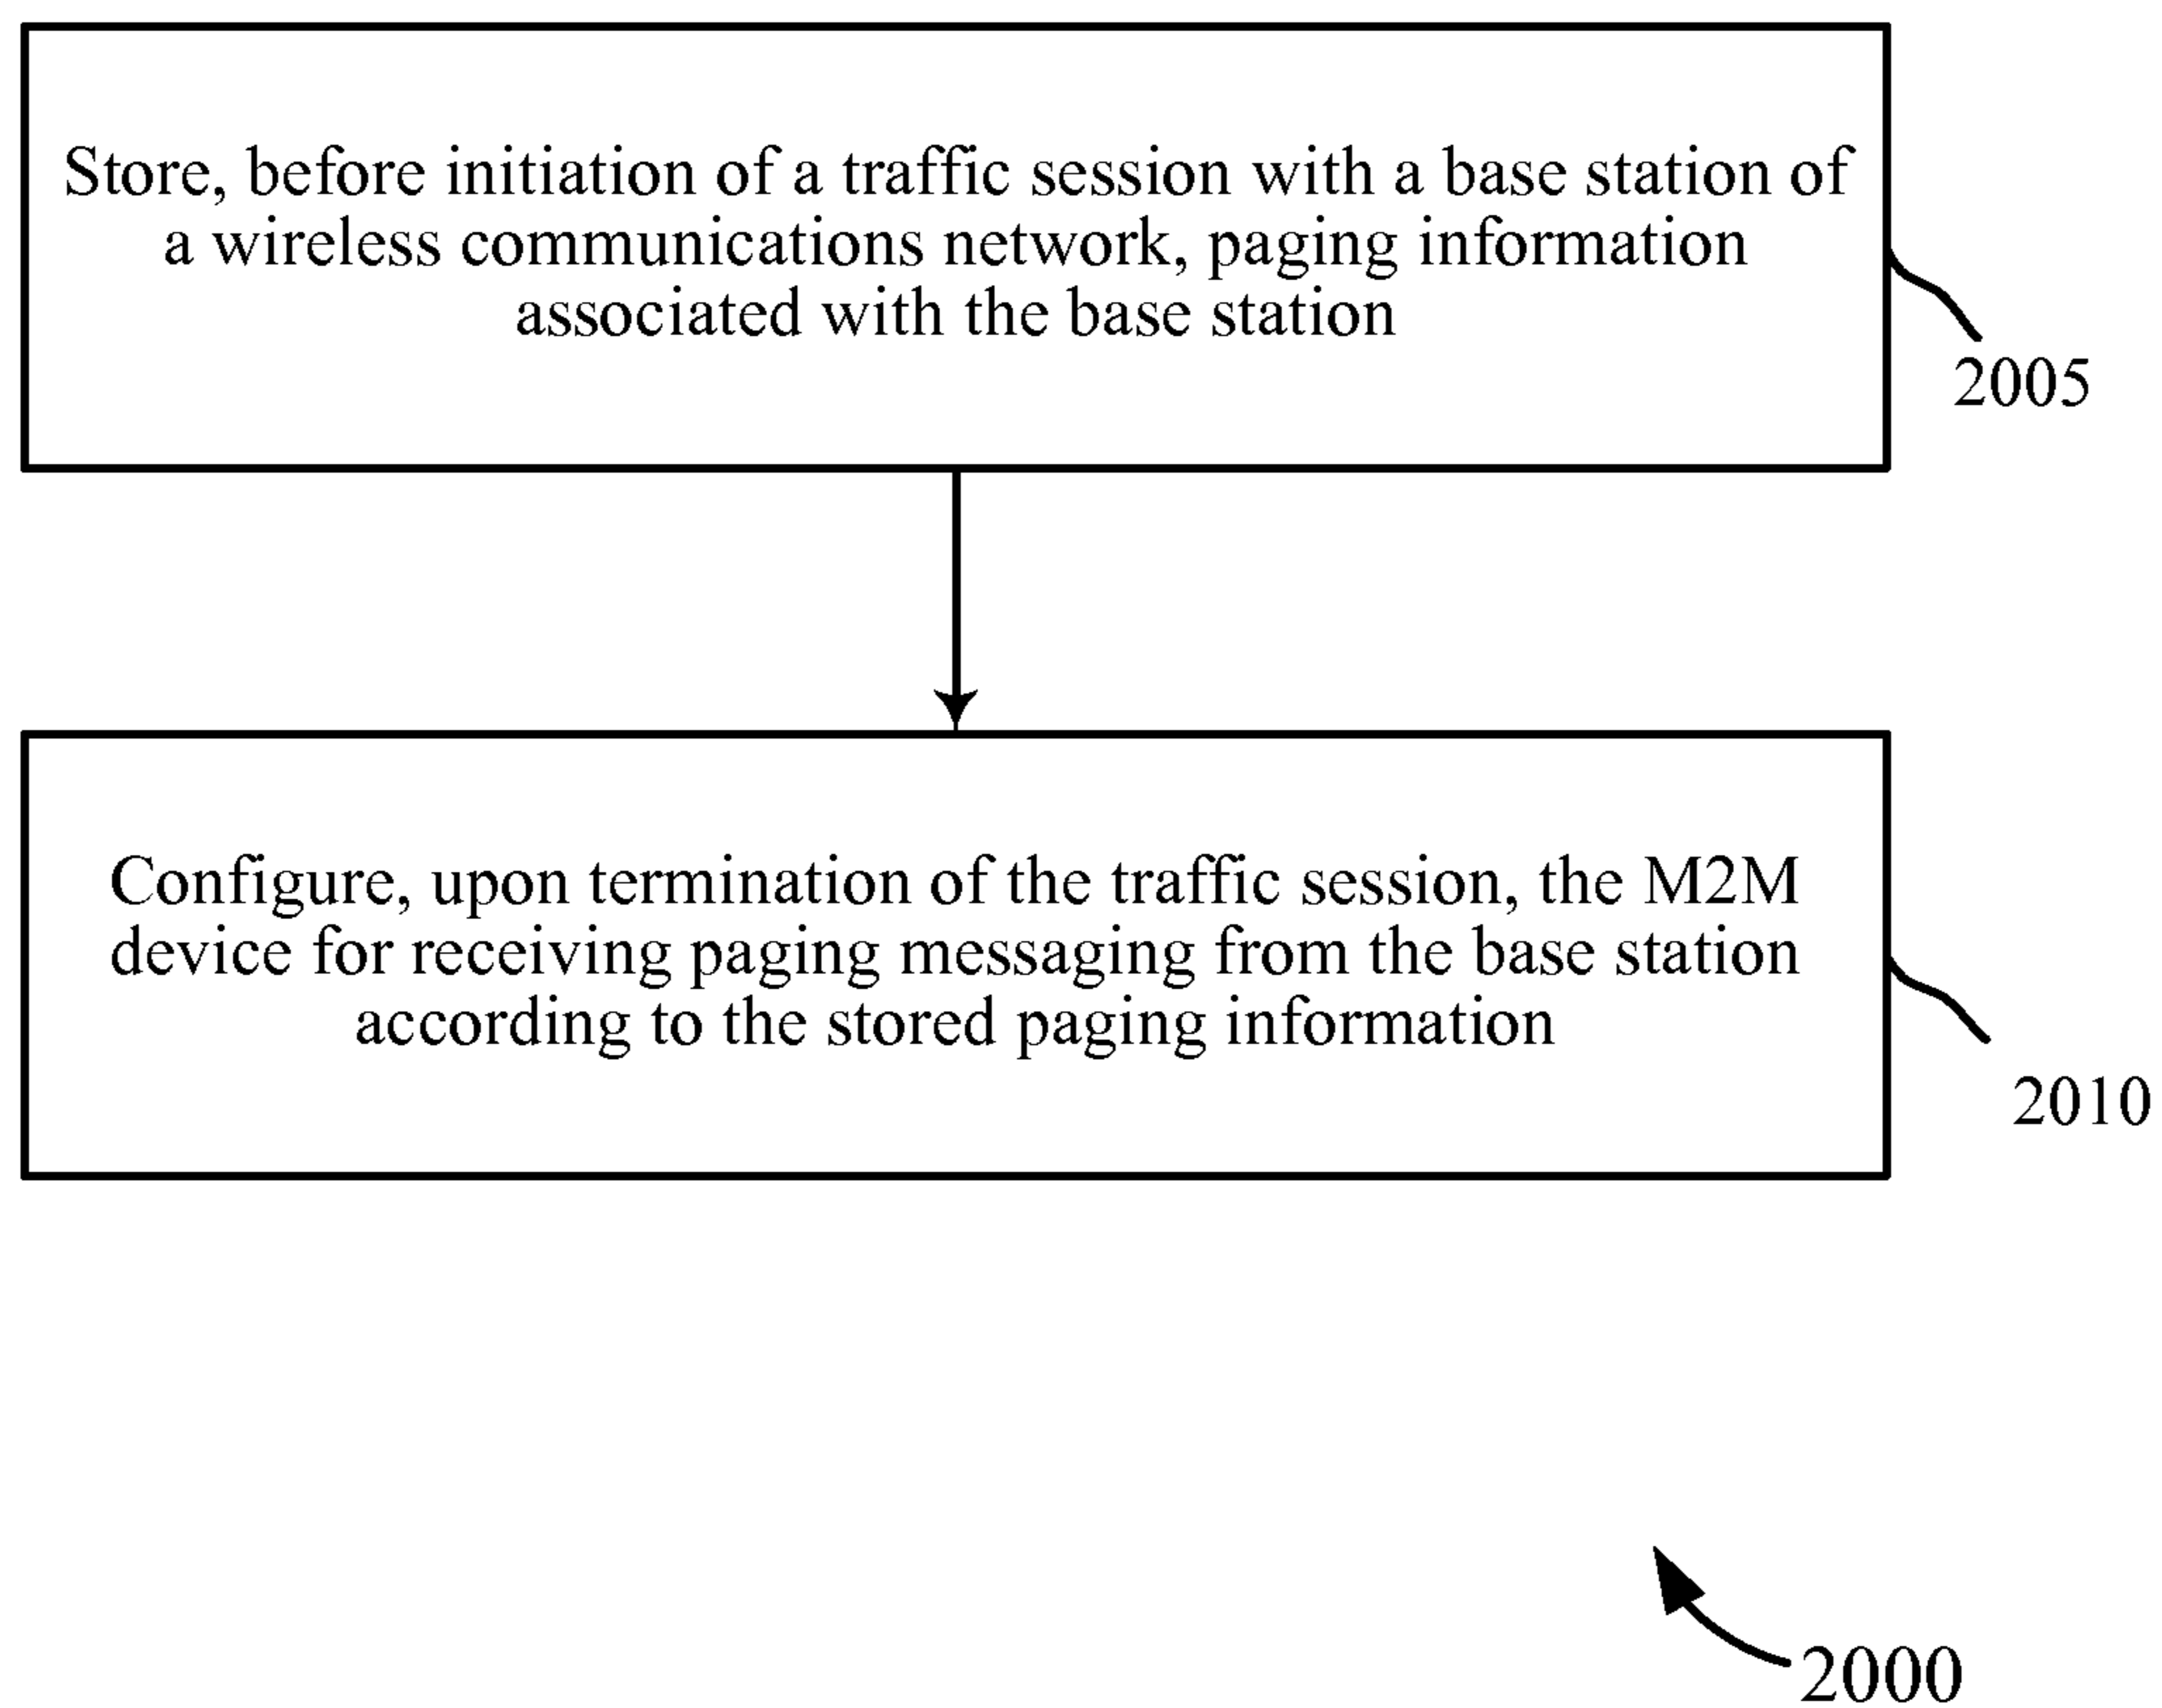 Store, before initiation of a traffic session with a base station of
a wireless communications network, paging information
associated with the base station
2005
Configure, upon termination of the traffic session, the M2M
device for receiving paging messaging from the base station
according to the stored paging information
2010
2000